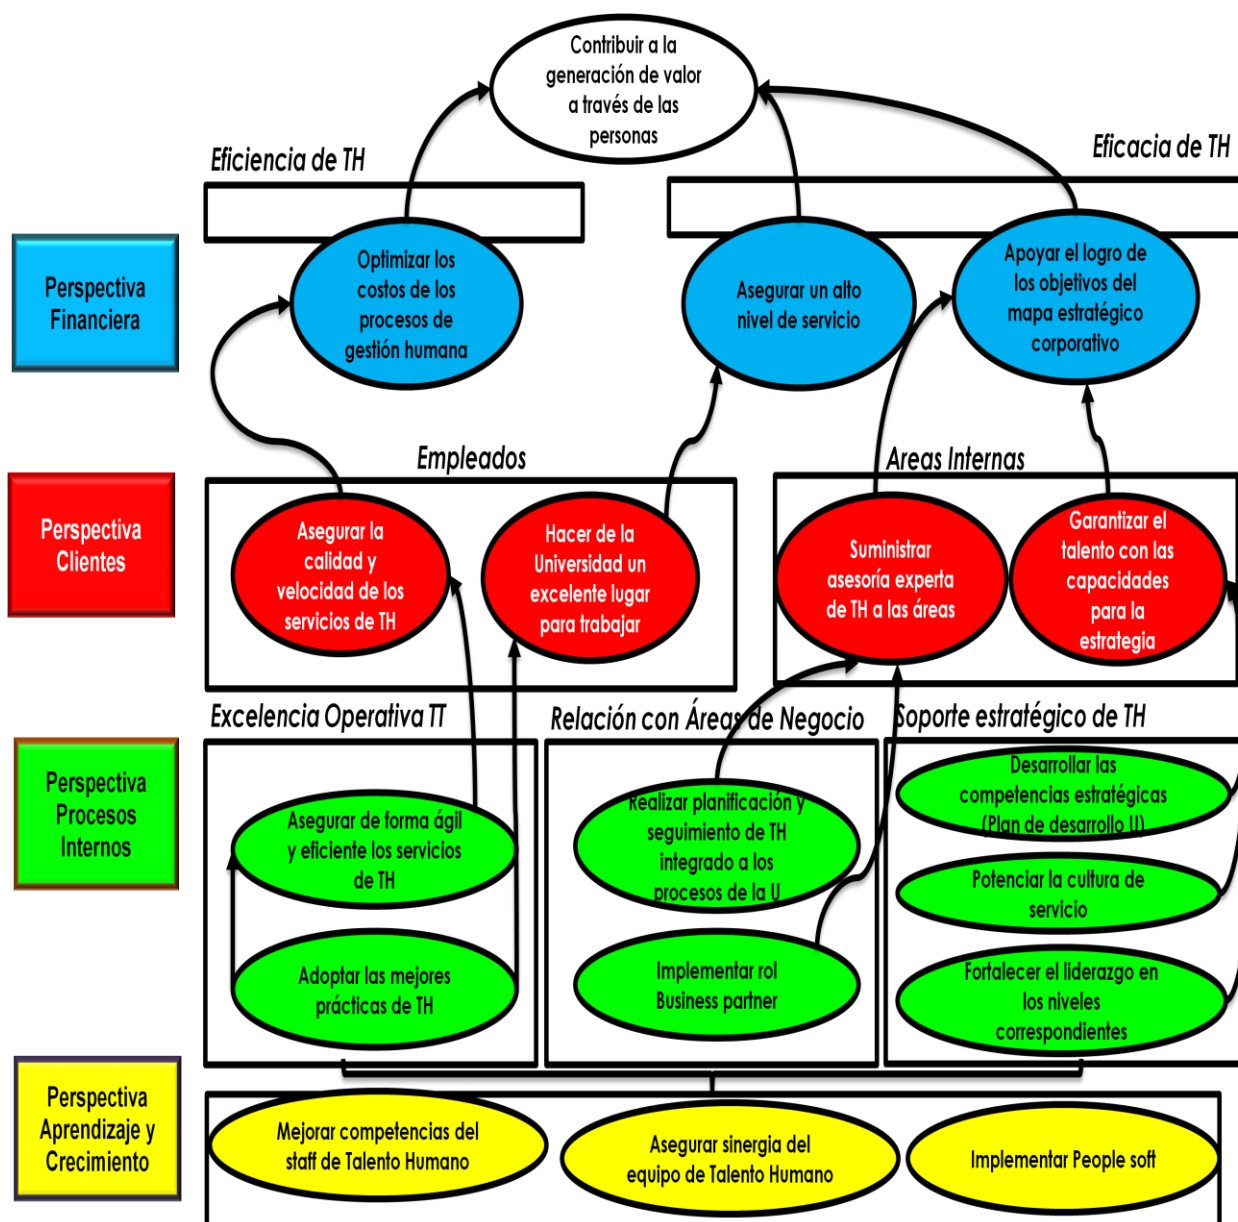 Contribuir a la
generación de valor
a través de las
personas
Eficiencia de TH
Eficacia de TH
Perspectiva
Financiera
Optimizar los
costos de los
procesos de
gestión humana
Asegurar un alto
nivel de servicio
Apoyar el logro de
los objetivos del
mapa estratégico
corporativo
Empleados
Areas Internas
Perspectiva
Clientes
Asegurar la
calidad y
velocidad de los
servicios de TH
Hacer de la
Universidad un
excelente lugar
para trabajar
Suministrar
asesoría experta
de TH a las áreas
Garantizar el
talento con las
capacidades
para la
estrategia
Excelencia Operativa TT
Relación con Áreas de Negocio
Soporte estratégico de TH
Perspectiva
Procesos
Internos
Asegurar de forma ágil
y eficiente los servicios
de TH
Adoptar las mejores
prácticas de TH
Realizar planificación y
seguimiento de TH
integrado a los
procesos de la U
Implementar rol
Business partner
Desarrollar las
competencias estratégicas
(Plan de desarrollo U)
Potenciar la cultura de
servicio
Fortalecer el liderazgo en
los niveles
correspondientes
Perspectiva
Aprendizaje y
Crecimiento
Mejorar competencias del
staff de Talento Humano
Asegurar sinergia del
equipo de Talento Humano
Implementar People soft